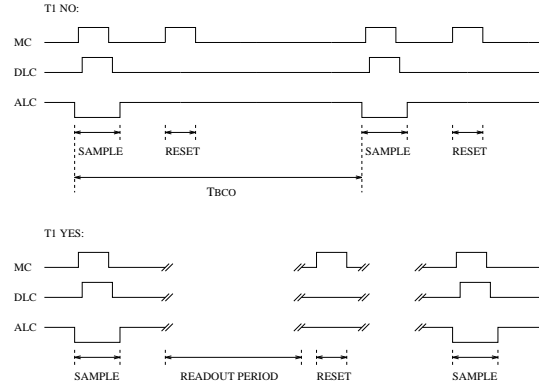 T1 NO:
MC
DLC
ALC
SAMPLE RESET SAMPLE RESET
TBCO
T1 YES:
MC
DLC
ALC
SAMPLE READOUT PERIOD RESET SAMPLE